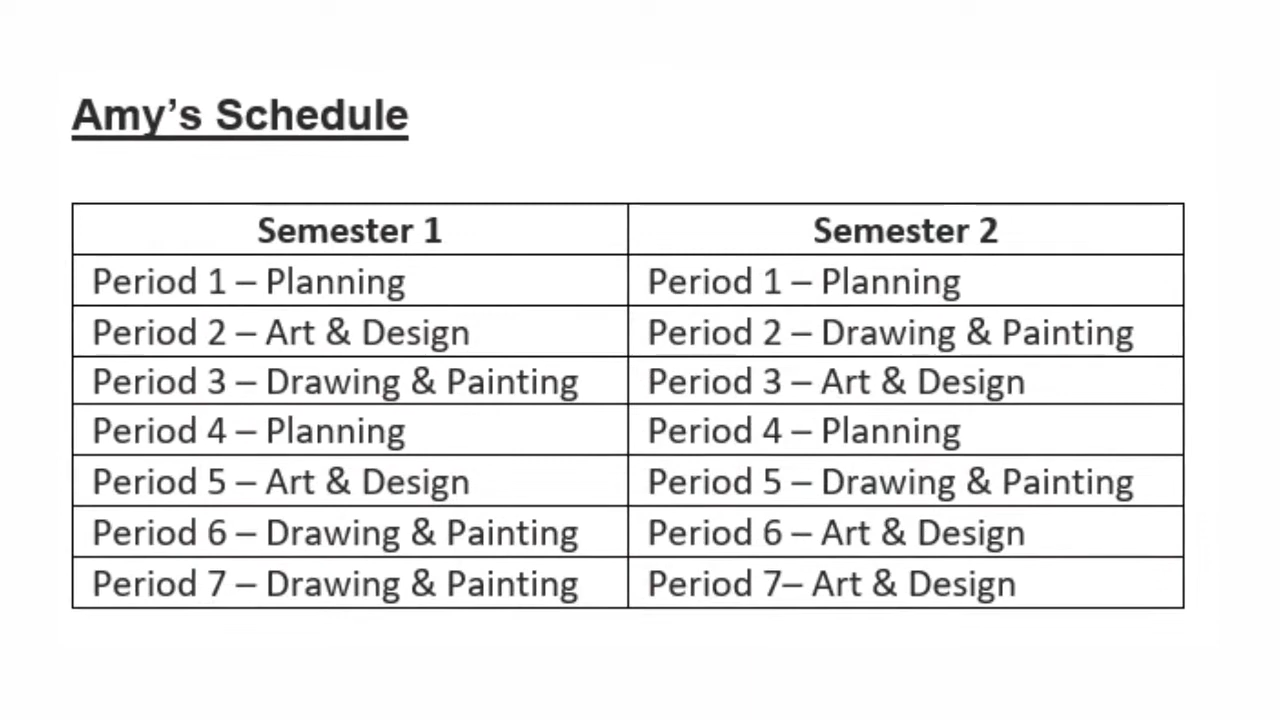 Amy’s Schedule
Semester 1 Semester 2
Period 1 – Planning Period 1 – Planning
Period 2 – Art & Design Period 2 – Drawing & Painting
Period 3 – Drawing & Painting Period 3 – Art & Design
Period 4 – Planning Period 4 – Planning
Period 5 – Art & Design Period 5 – Drawing & Painting
Period 6 – Drawing & Painting Period 6 – Art & Design
Period 7 – Drawing & Painting Period 7– Art & Design